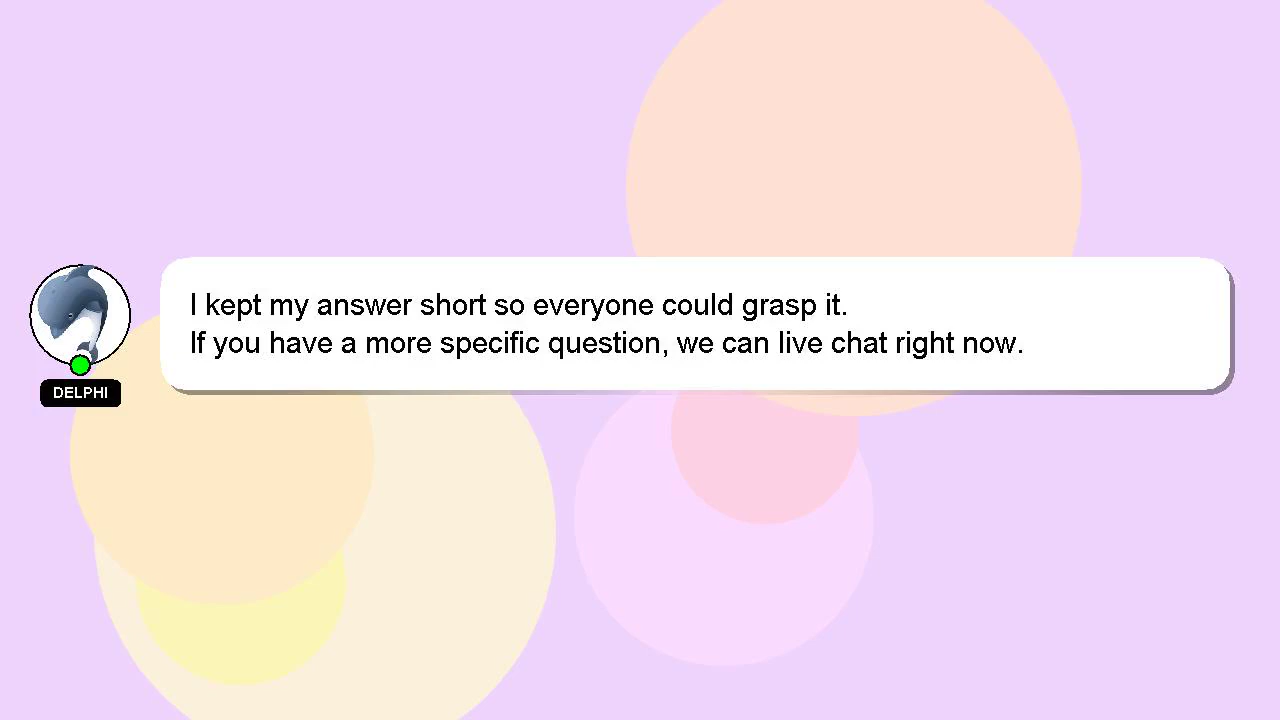 I kept my answer short so everyone could grasp it.
If you have a more specific question, we can live chat right now.
DELPHI